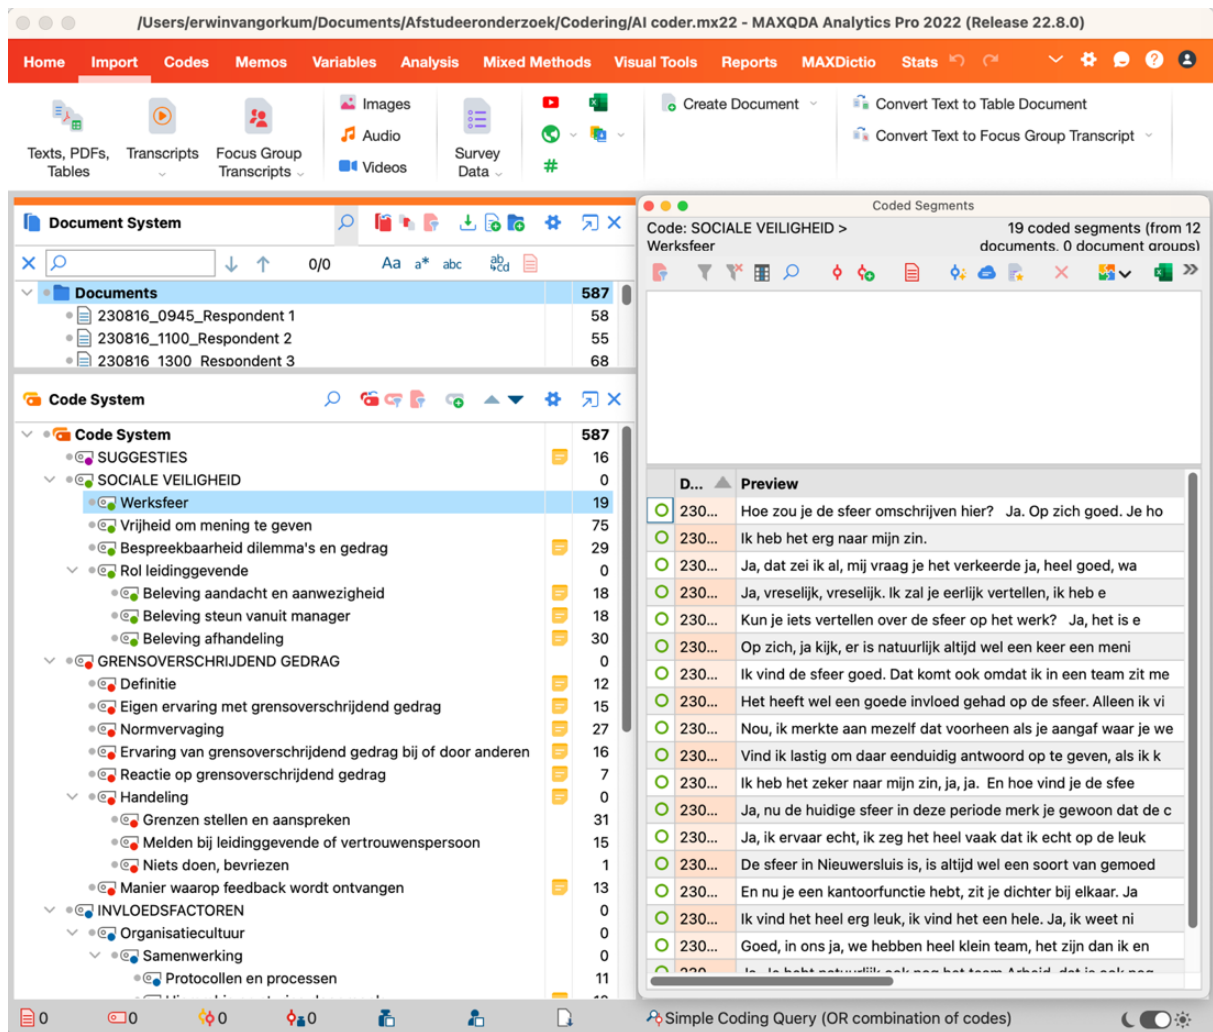 /Users/erwinvangorkum/Documents/Afstudeeronderzoek/Codering/AI coder.mx22 - MAXQDA Analytics Pro 2022 (Release 22.8.0)
Home Import Codes Memos Variables Analysis Mixed Methods Visual Tools Reports MAXDictio Stats
Texts, PDFs, Tables
Transcripts
Focus Group Transcripts
Images
Audio
Videos
Survey Data
Create Document
Convert Text to Table Document
Convert Text to Focus Group Transcript
Document System
0/0 Aa a* abc
Documents 587
230816_0945_Respondent 1 58
230816_1100_Respondent 2 55
230816_1300_Respondent 3 68
Code System
Code System 587
SUGGESTIES 16
SOCIALE VEILIGHEID 0
Werksfeer 19
Vrijheid om mening te geven 75
Bespreekbaarheid dilemma's en gedrag 29
Rol leidinggevende 0
Beleving aandacht en aanwezigheid 18
Beleving steun vanuit manager 18
Beleving afhandeling 30
GRENSOVERSCHRIJDEND GEDRAG 0
Definitie 12
Eigen ervaring met grensoverschrijdend gedrag 15
Normvervaging 27
Ervaring van grensoverschrijdend gedrag bij of door anderen 16
Reactie op grensoverschrijdend gedrag 7
Handeling 0
Grenzen stellen en aanspreken 31
Melden bij leidinggevende of vertrouwenspersoon 15
Niets doen, bevriezen 1
Manier waarop feedback wordt ontvangen 13
INVLOEDSFACTOREN 0
Organisatiecultuur 0
Samenwerking 0
Protocollen en processen 11
Coded Segments
Code: SOCIALE VEILIGHEID > Werksfeer
19 coded segments (from 12 documents, 0 document groups)
D... Preview
230... Hoe zou je de sfeer omschrijven hier? Ja. Op zich goed. Je ho
230... Ik heb het erg naar mijn zin.
230... Ja, dat zei ik al, mij vraag je het verkeerde ja, heel goed, wa
230... Ja, vreselijk, vreselijk. Ik zal je eerlijk vertellen, ik heb e
230... Kun je iets vertellen over de sfeer op het werk? Ja, het is e
230... Op zich, ja kijk, er is natuurlijk altijd wel een keer een meni
230... Ik vind de sfeer goed. Dat komt ook omdat ik in een team zit me
230... Het heeft wel een goede invloed gehad op de sfeer. Alleen ik vi
230... Nou, ik merkte aan mezelf dat voorheen als je aangaf waar je we
230... Vind ik lastig om daar eenduidig antwoord op te geven, als ik k
230... Ik heb het zeker naar mijn zin, ja, ja. En hoe vind je de sfee
230... Ja, nu de huidige sfeer in deze periode merk je gewoon dat de c
230... Ja, ik ervaar echt, ik zeg het heel vaak dat ik echt op de leuk
230... De sfeer in Nieuwersluis is, is altijd wel een soort van gemoed
230... En nu je een kantoorfunctie hebt, zit je dichter bij elkaar. Ja
230... Ik vind het heel erg leuk, ik vind het een hele. Ja, ik weet ni
230... Goed, in ons ja, we hebben heel klein team, het zijn dan ik en
0 0 0 0
Simple Coding Query (OR combination of codes)